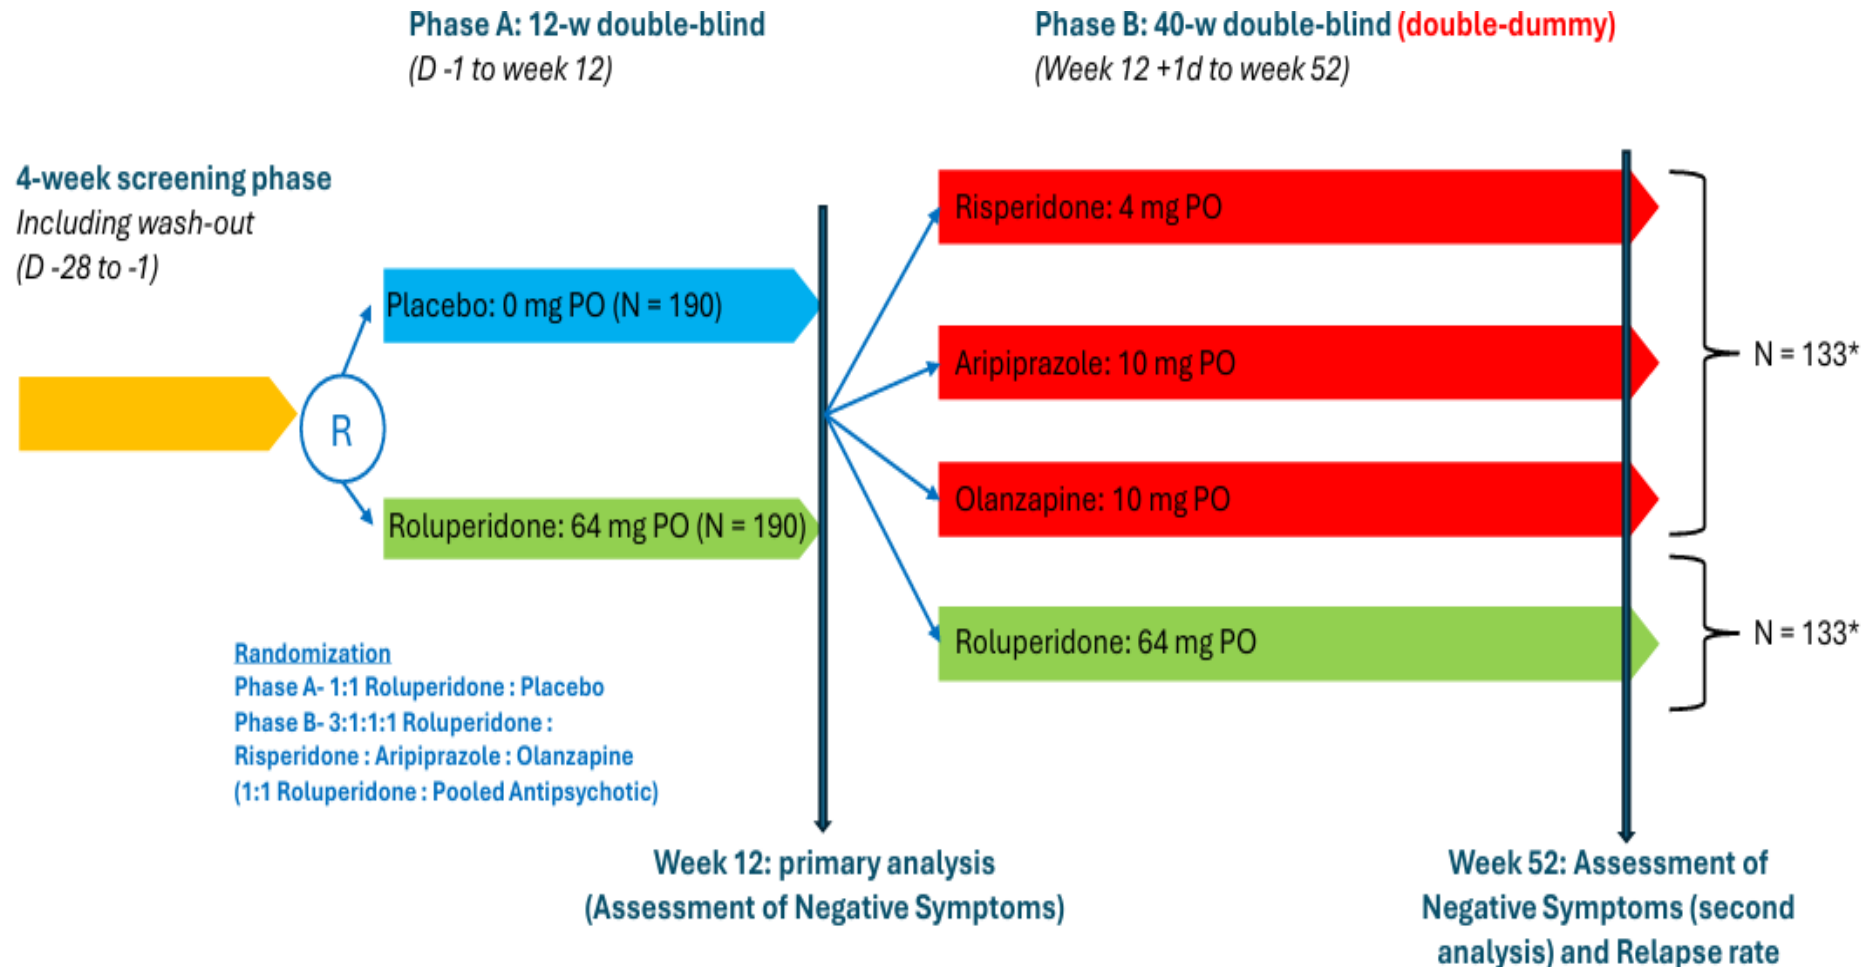 Phase A: 12-w double-blind
(D -1 to week 12)
Phase B: 40-w double-blind (double-dummy)
(Week 12 +1d to week 52)
4-week screening phase
Including wash-out
(D -28 to -1)
R
Placebo: 0 mg PO (N = 190)
Roluperidone: 64 mg PO (N = 190)
Risperidone: 4 mg PO
Aripiprazole: 10 mg PO
Olanzapine: 10 mg PO
Roluperidone: 64 mg PO
N = 133*
N = 133*
Randomization
Phase A- 1:1 Roluperidone : Placebo
Phase B- 3:1:1:1 Roluperidone :
Risperidone : Aripiprazole : Olanzapine
(1:1 Roluperidone : Pooled Antipsychotic)
Week 12: primary analysis
(Assessment of Negative Symptoms)
Week 52: Assessment of
Negative Symptoms (second
analysis) and Relapse rate